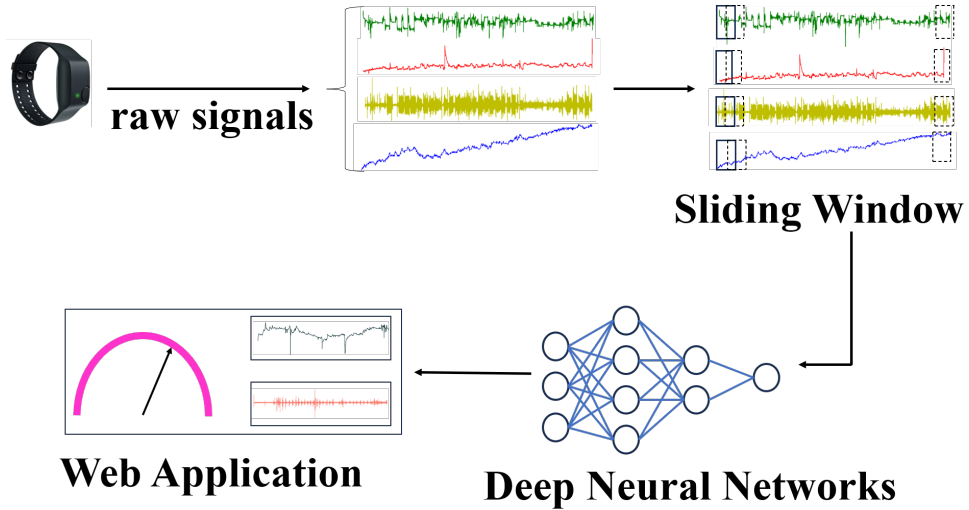 raw signals
Sliding Window
Web Application
Deep Neural Networks